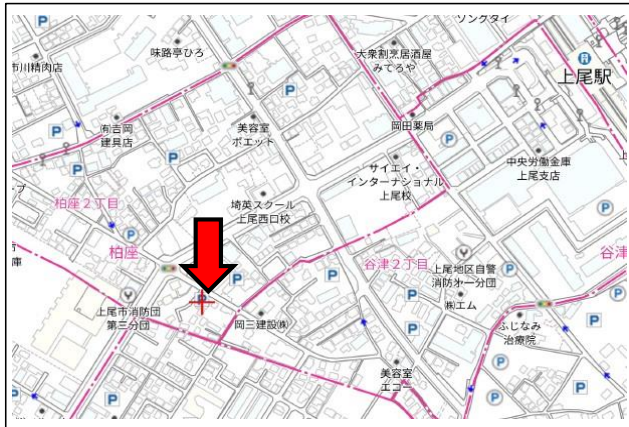 ソングタイ
味路亭ひろ
市川精肉店
大衆割烹居酒屋
みてろや
上尾駅
P
㈲吉岡
建具店
美容室
ポエット
岡田薬局
中央労働金庫
上尾支店
サイエイ・
インターナショナル
上尾校
P
埼英スクール
上尾西口校
柏座２丁目
P
P
柏座
谷津２丁目
谷津
P
P
P
上尾地区自警
消防第一分団
㈱エム
P
P
上尾市消防団
第三分団
岡三建設㈱
P
ふじなみ
治療院
美容室
エコー
P
P
P
P